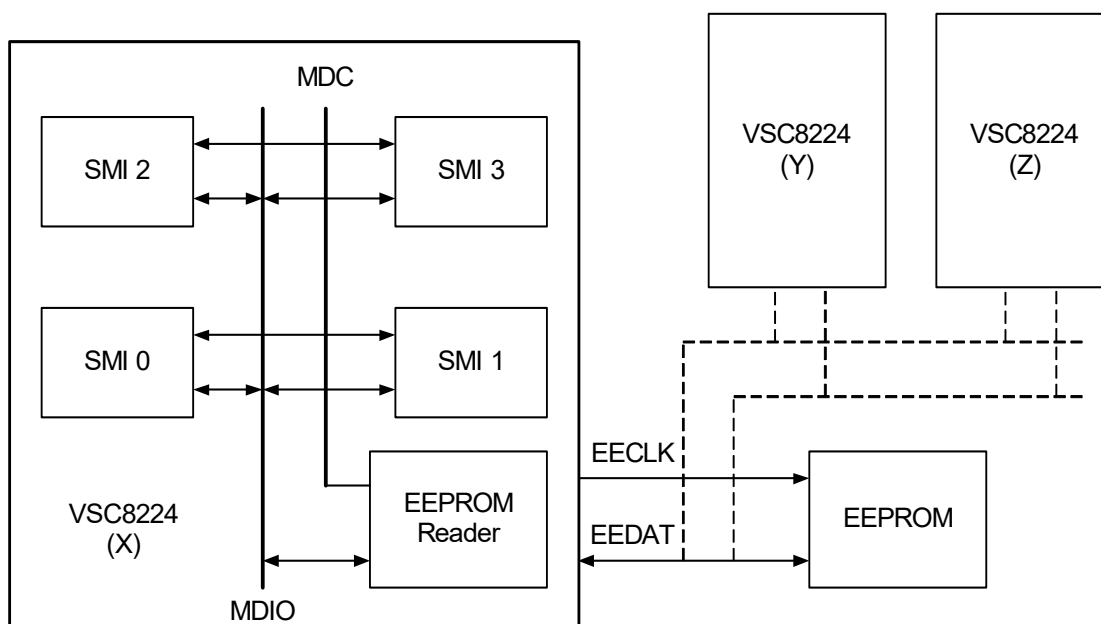 MDC
SMI 2
SMI 3
VSC8224
(Y)
VSC8224
(Z)
SMI 0
SMI 1
EECLK
EEPROM
Reader
VSC8224
(X)
EEDAT
EEPROM
MDIO